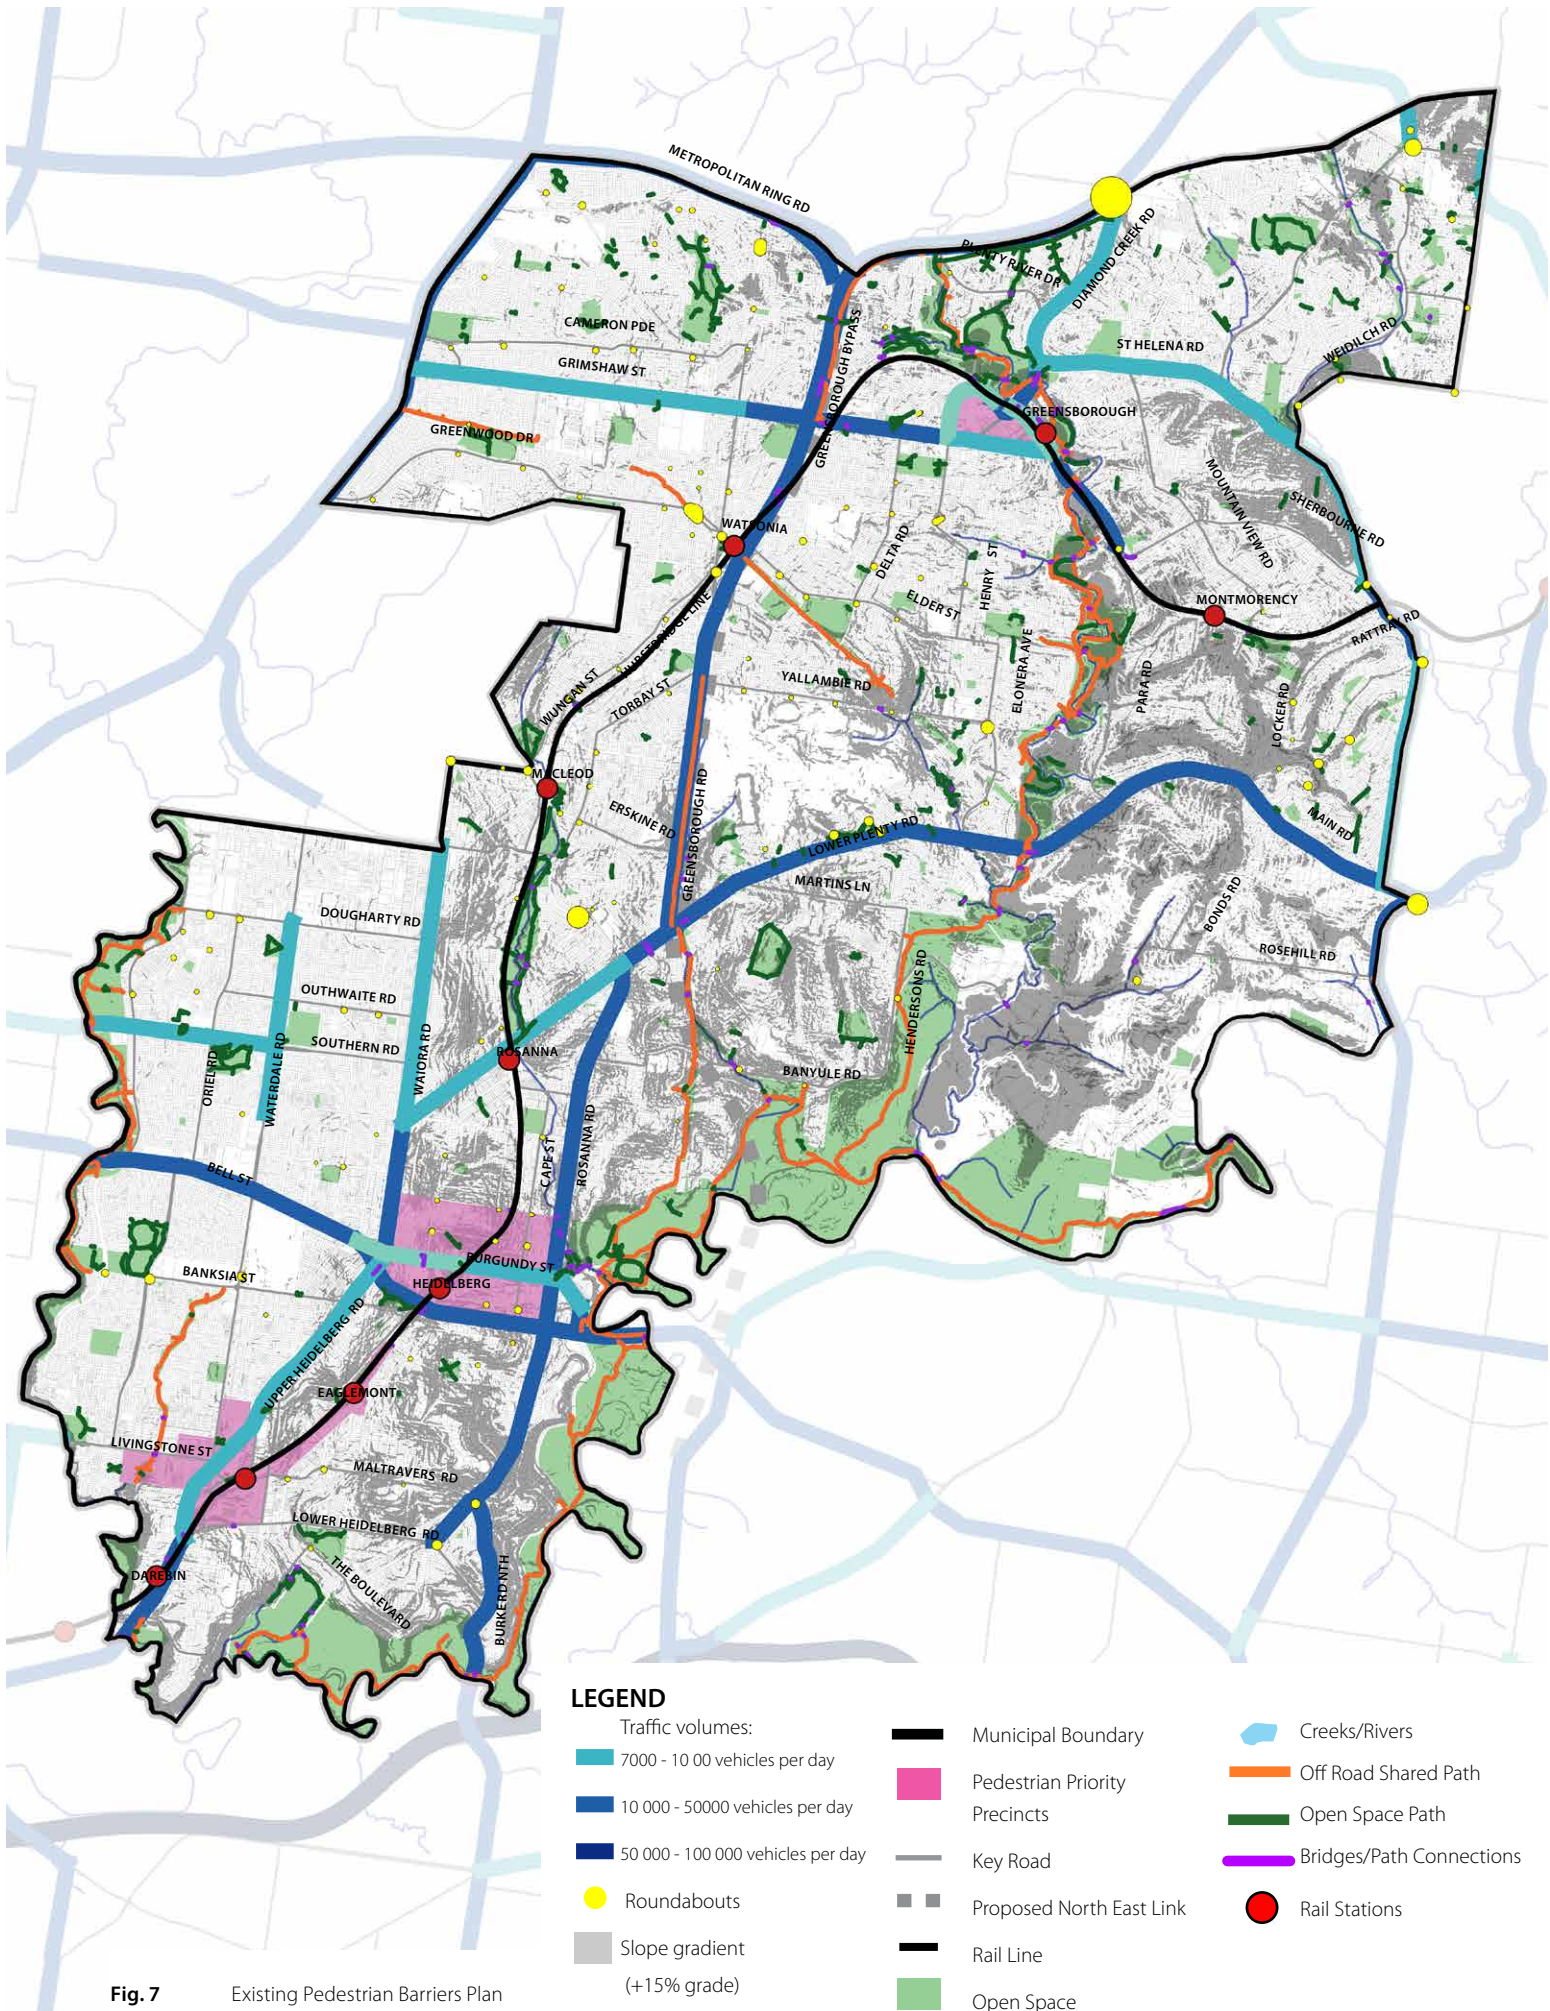 METROPOLITAN RING RD
PLENTY RIVER DR
DIAMOND CREEK RD
CAMERON PDE
GRIMSHAW ST
GREENSBOROUGH BYPASS
ST HELENA RD
WEIDILCH RD
GREENWOOD DR
GREENSBOROUGH
MOUNTAIN VIEW RD
SHERBOURNE RD
WATSONIA
DELTA RD
HENRY ST
ELDER ST
MONTMORENCY
RATTRAY RD
HURSTBRIDGE LINE
WUNGAN ST
TORBAY ST
YALLAMBIE RD
ELONERA AVE
PARA RD
LOCKER RD
MACLEOD
ERSKINE RD
GREENSBOROUGH RD
LOWER PLENTY RD
MAIN RD
MARTINS LN
DOUGHARTY RD
BONDS RD
ROSEHILL RD
OUTHWAITE RD
SOUTHERN RD
HENDERSONS RD
ORIEL RD
WATERDALE RD
WAIORA RD
ROSANNA
BANYULE RD
CAPE ST
ROSANNA RD
BELL ST
BURGUNDY ST
BANKSIA ST
HEIDELBERG
UPPER HEIDELBERG RD
EAGLEMONT
LIVINGSTONE ST
MALTRAVERS RD
LOWER HEIDELBERG RD
DAREBIN
THE BOULEVARD
BURKE RD NTH
LEGEND
Traffic volumes:
7000 - 10 00 vehicles per day
10 000 - 50000 vehicles per day
50 000 - 100 000 vehicles per day
Roundabouts
Slope gradient
(+15% grade)
Municipal Boundary
Pedestrian Priority
Precincts
Key Road
Proposed North East Link
Rail Line
Open Space
Creeks/Rivers
Off Road Shared Path
Open Space Path
Bridges/Path Connections
Rail Stations
Fig. 7 Existing Pedestrian Barriers Plan